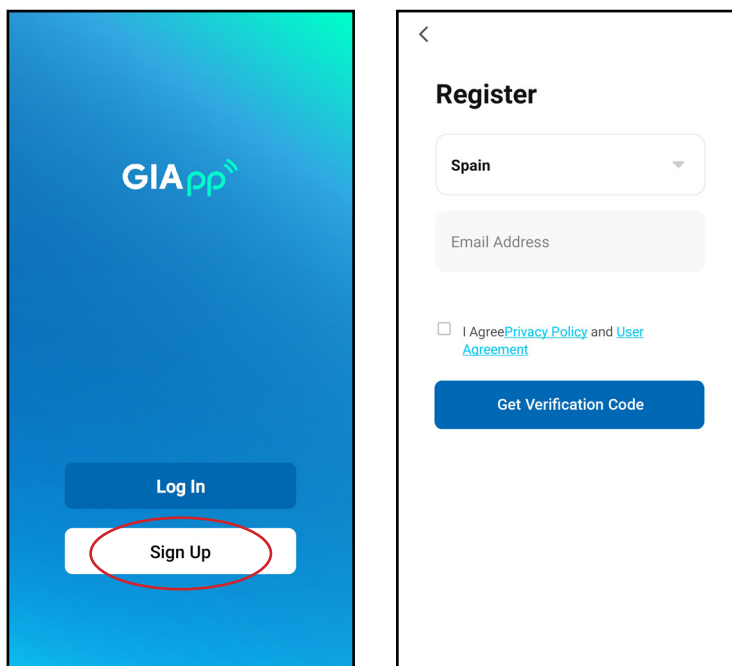 GIApp
Log In
Sign Up
Register
Spain
Email Address
I AgreePrivacy Policy and User
Agreement
Get Verification Code